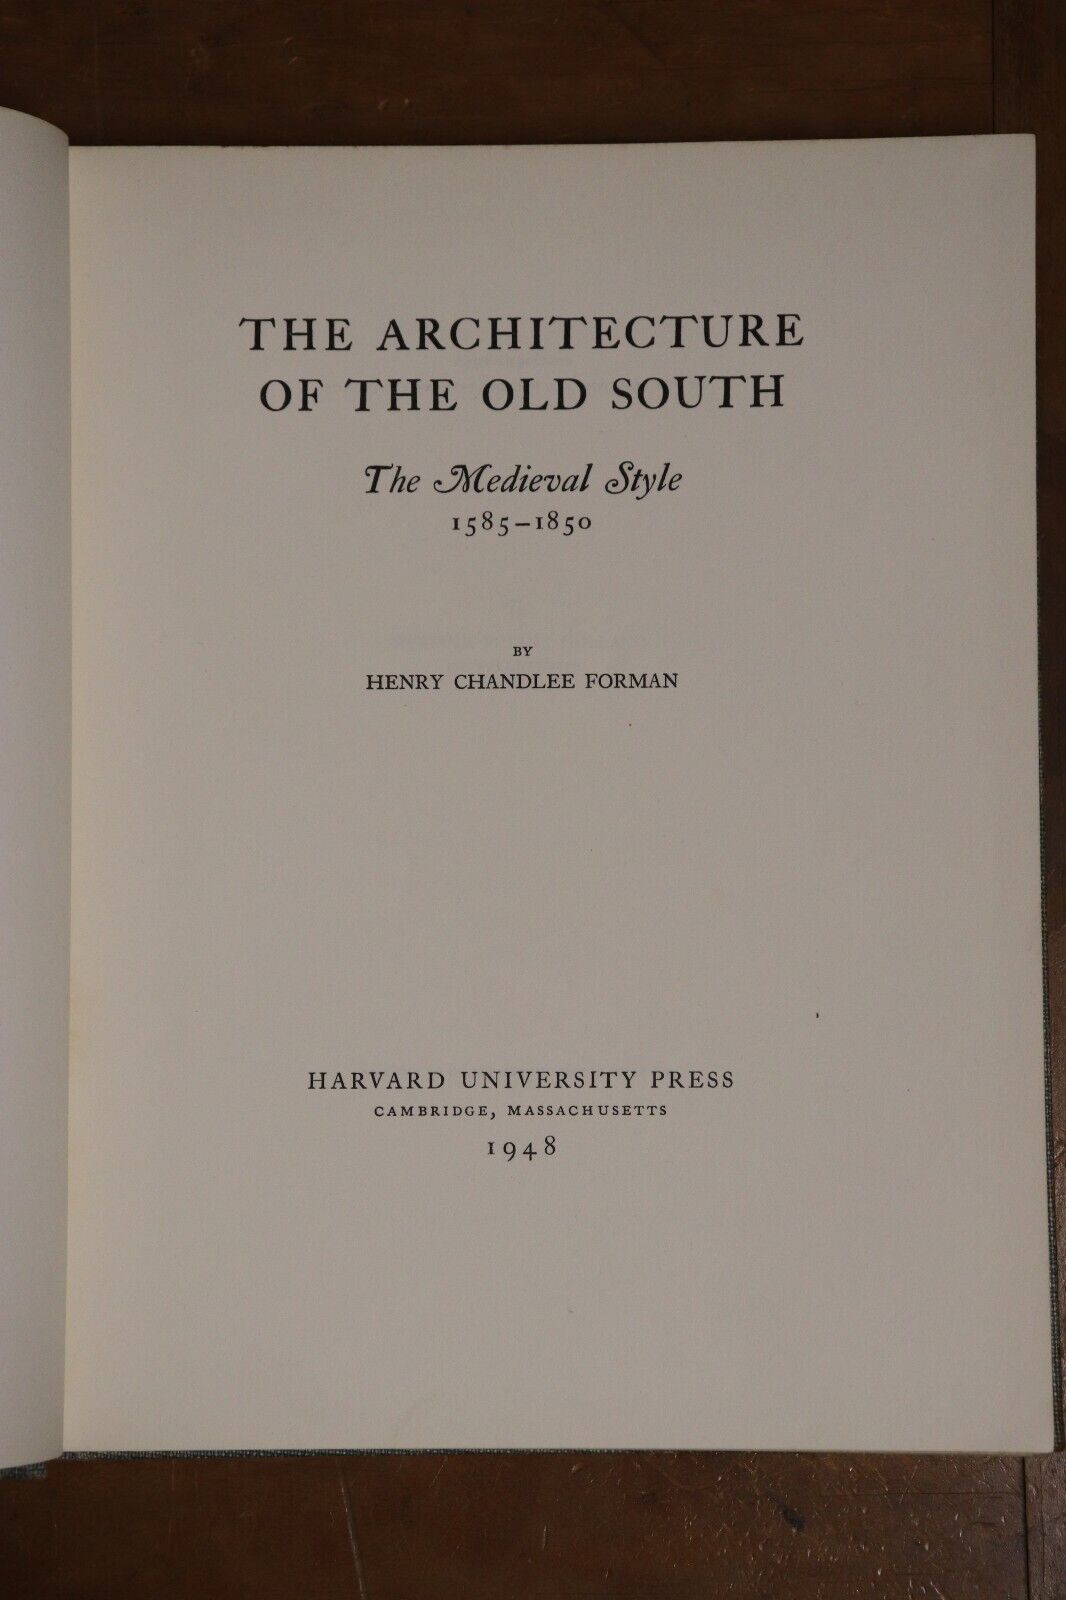 THE ARCHITECTURE
OF THE OLD SOUTH
The Medieval Style
1585–1850
BY
HENRY CHANDLEE FORMAN
HARVARD UNIVERSITY PRESS
CAMBRIDGE, MASSACHUSETTS
1948